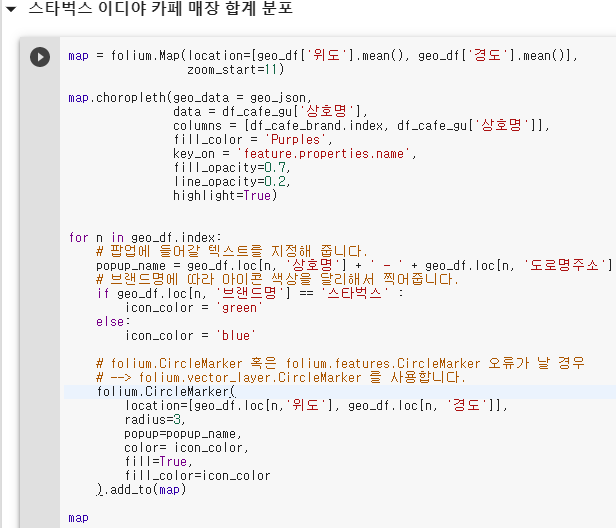 스타벅스 이디야 카페 매장 합계 분포
map = folium.Map(location=[geo_df['위도'].mean(), geo_df['경도'].mean()],
                 zoom_start=11)
map.choropleth(geo_data = geo_json,
               data = df_cafe_gu['상호명'],
               columns = [df_cafe_brand.index, df_cafe_gu['상호명']],
               fill_color = 'Purples',
               key_on = 'feature.properties.name',
               fill_opacity=0.7,
               line_opacity=0.2,
               highlight=True)
for n in geo_df.index:
    # 팝업에 들어갈 텍스트를 지정해 줍니다.
    popup_name = geo_df.loc[n, '상호명'] + ' - ' + geo_df.loc[n, '도로명주소']
    # 브랜드명에 따라 아이콘 색상을 달리해서 찍어줍니다.
    if geo_df.loc[n, '브랜드명'] == '스타벅스' :
        icon_color = 'green'
    else:
        icon_color = 'blue'
    # folium.CircleMarker 혹은 folium.features.CircleMarker 오류가 날 경우
    # --> folium.vector_layer.CircleMarker 를 사용합니다.
    folium.CircleMarker(
        location=[geo_df.loc[n,'위도'], geo_df.loc[n, '경도']],
        radius=3,
        popup=popup_name,
        color= icon_color,
        fill=True,
        fill_color=icon_color
    ).add_to(map)
map